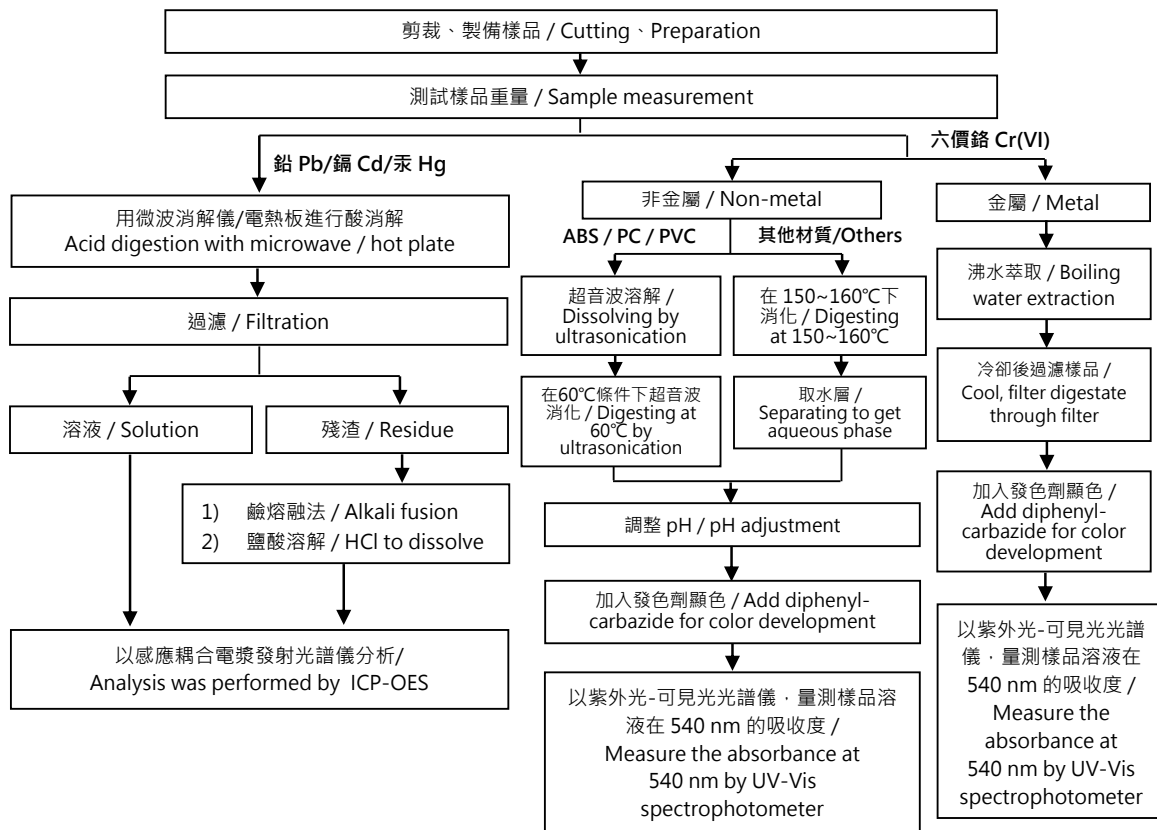 剪裁、製備樣品 / Cutting、Preparation
測試樣品重量 / Sample measurement
鉛 Pb/鎘 Cd/汞 Hg
六價鉻 Cr(VI)
用微波消解儀/電熱板進行酸消解
Acid digestion with microwave / hot plate
過濾 / Filtration
溶液 / Solution
殘渣 / Residue
1) 鹼熔融法 / Alkali fusion
2) 鹽酸溶解 / HCl to dissolve
以感應耦合電漿發射光譜儀分析/
Analysis was performed by ICP-OES
非金屬 / Non-metal
ABS / PC / PVC
其他材質/Others
超音波溶解 /
Dissolving by
ultrasonication
在60℃條件下超音波
消化 / Digesting at
60℃ by
ultrasonication
在 150~160℃下
消化 / Digesting
at 150~160℃
取水層 /
Separating to get
aqueous phase
調整 pH / pH adjustment
加入發色劑顯色 / Add diphenyl-
carbazide for color development
以紫外光-可見光光譜儀，量測樣品溶
液在 540 nm 的吸收度 /
Measure the absorbance at
540 nm by UV-Vis
spectrophotometer
金屬 / Metal
沸水萃取 / Boiling
water extraction
冷卻後過濾樣品 /
Cool, filter digestate
through filter
加入發色劑顯色 /
Add diphenyl-
carbazide for color
development
以紫外光-可見光光譜
儀，量測樣品溶液在
540 nm 的吸收度 /
Measure the
absorbance at
540 nm by UV-Vis
spectrophotometer